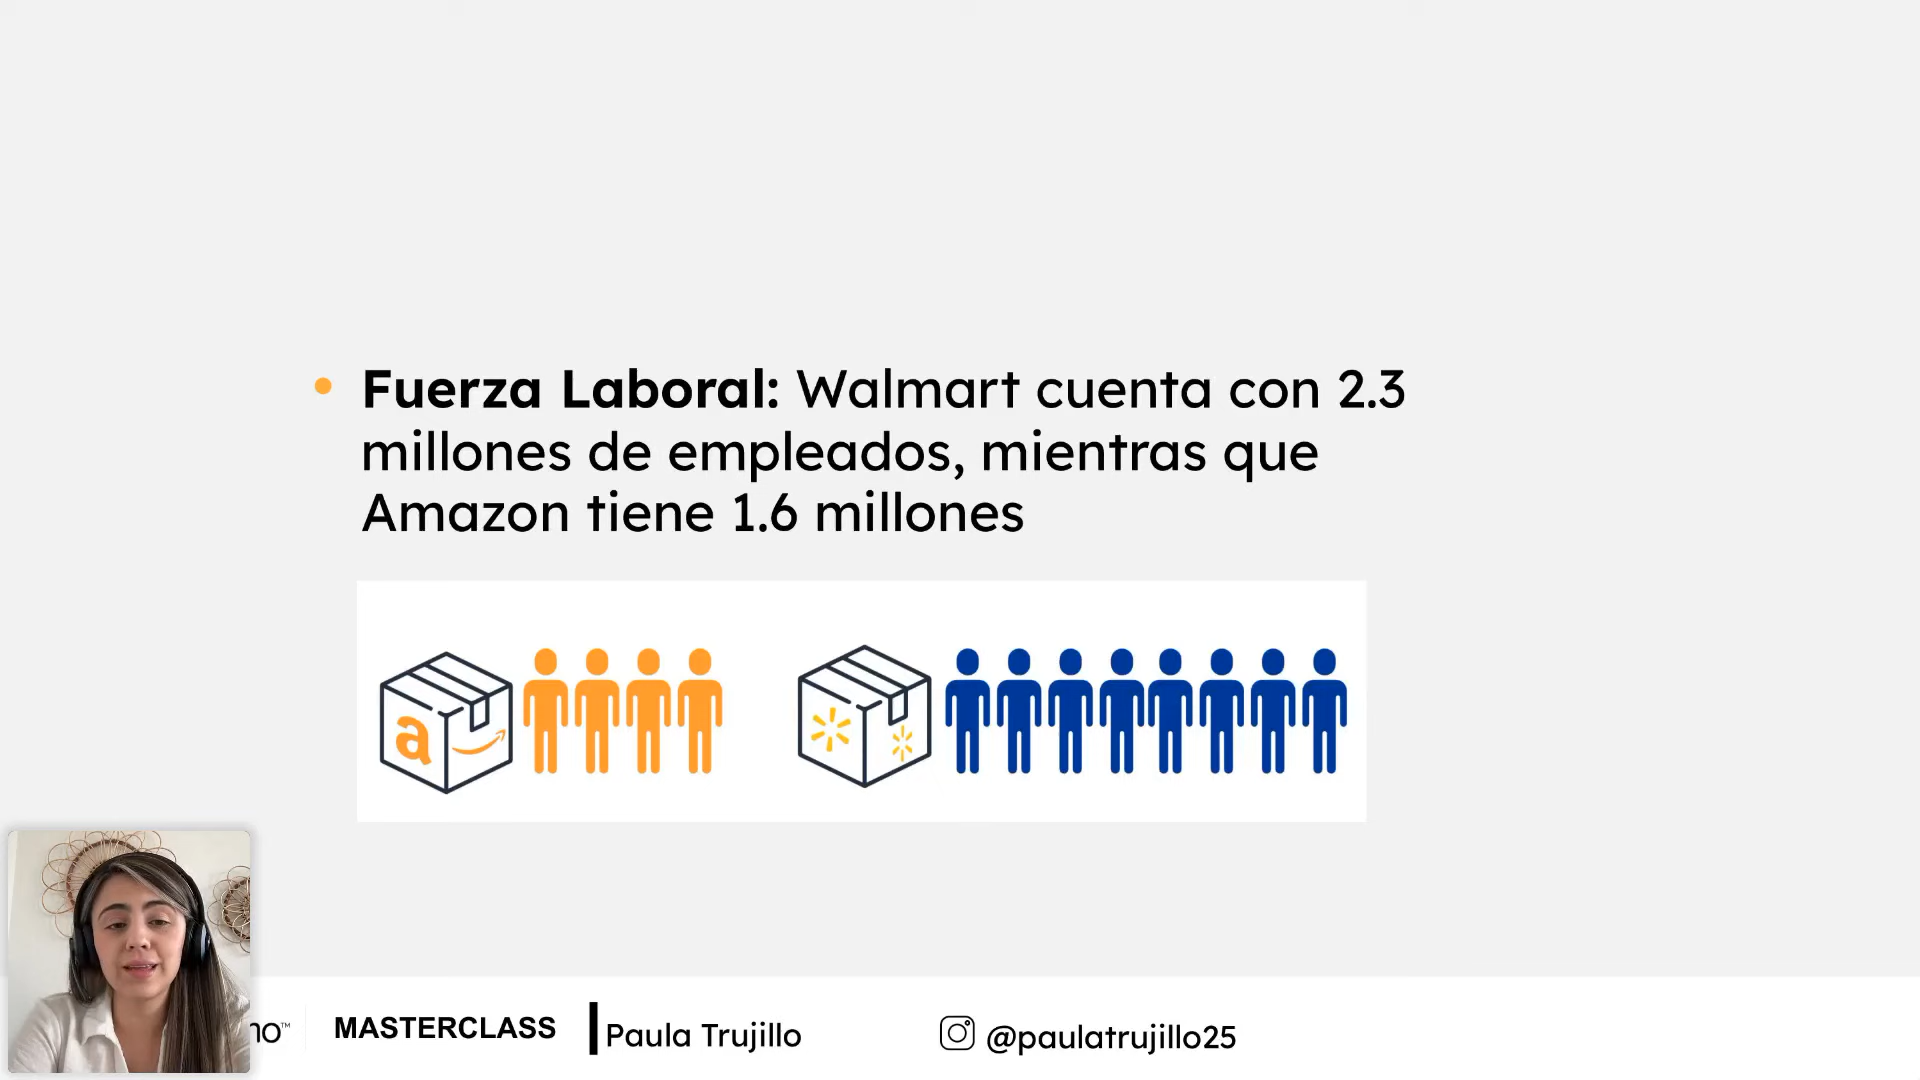 • Fuerza Laboral: Walmart cuenta con 2.3
millones de empleados, mientras que
Amazon tiene 1.6 millones
a
MASTERCLASS
Paula Trujillo
@paulatrujillo25